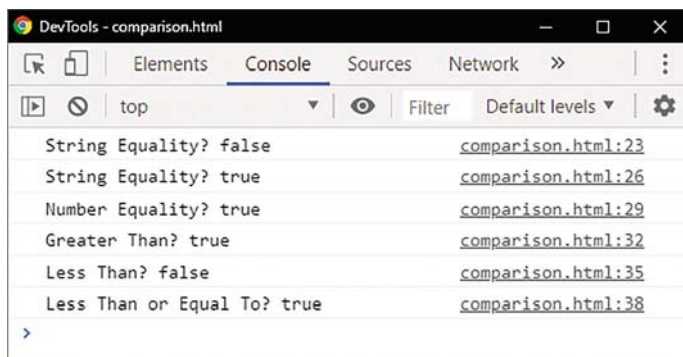 DevTools - comparison.html
Elements Console Sources Network »
top Filter Default levels
String Equality? false comparison.html:23
String Equality? true comparison.html:26
Number Equality? true comparison.html:29
Greater Than? true comparison.html:32
Less Than? false comparison.html:35
Less Than or Equal To? true comparison.html:38
>